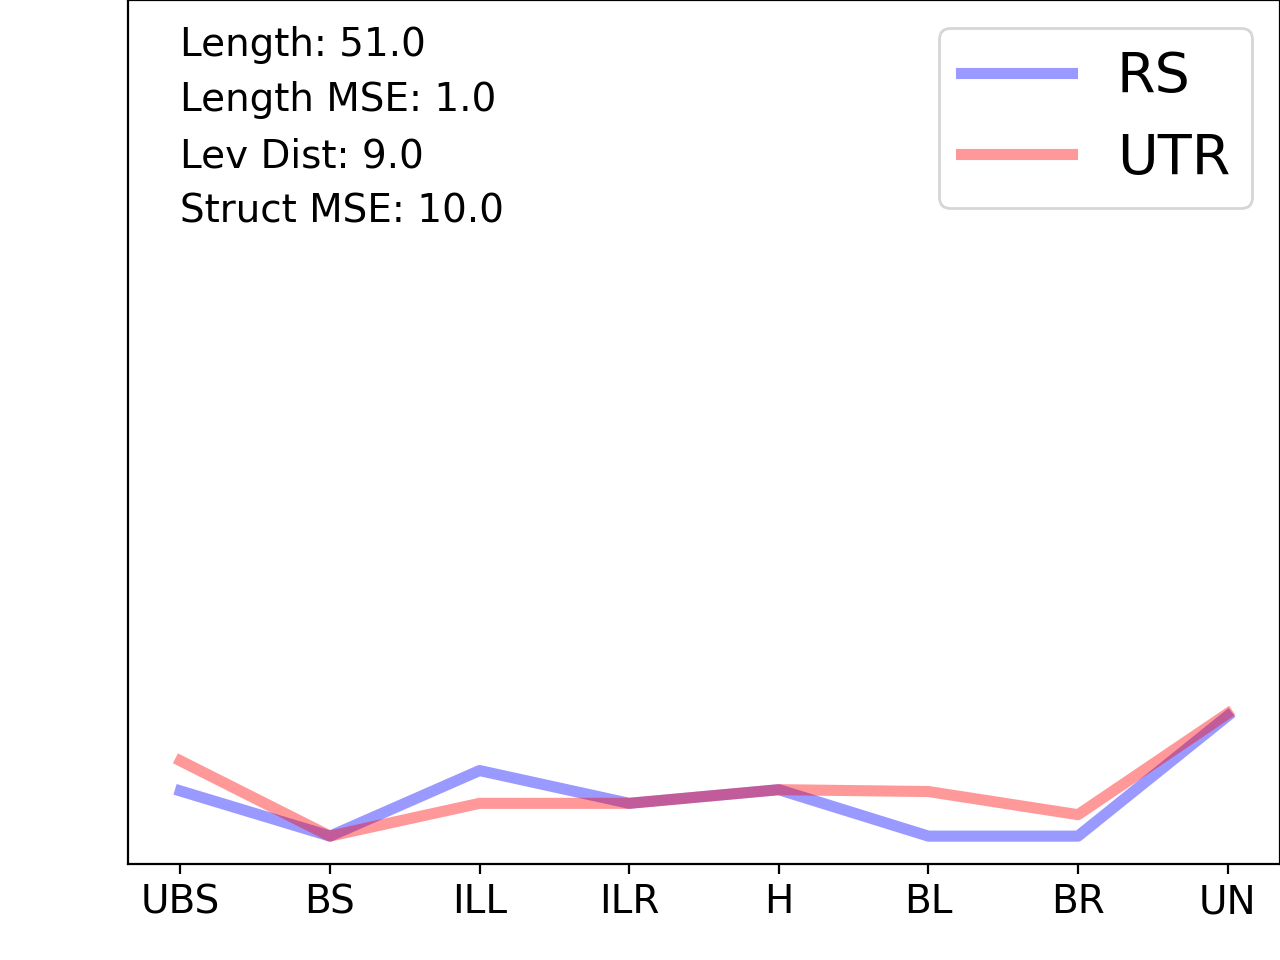 Length: 51.0
Length MSE: 1.0
Lev Dist: 9.0
Struct MSE: 10.0
RS
UTR
UBS BS ILL ILR H BL BR UN